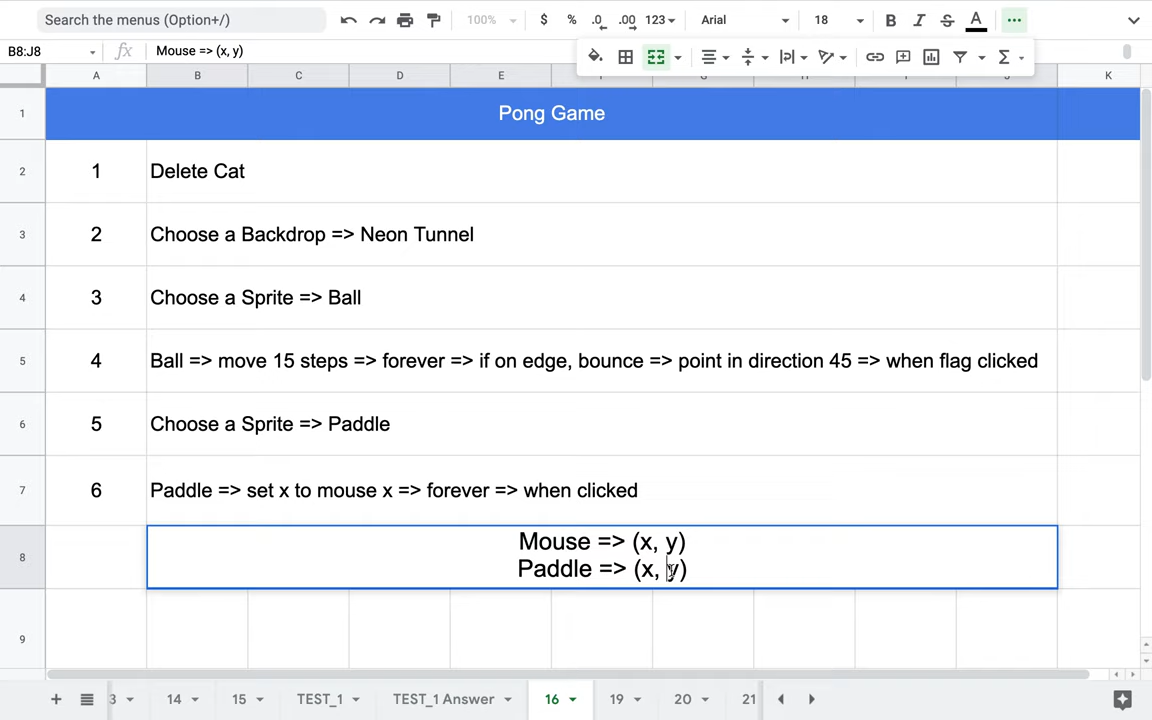 Search the menus (Option+/)
100%
$
%
.0
.00
123
Arial
18
B
I
S
A
B8:J8
fx
Mouse => (x, y)
A
B
C
D
E
K
1
Pong Game
2
1
Delete Cat
3
2
Choose a Backdrop => Neon Tunnel
4
3
Choose a Sprite => Ball
5
4
Ball => move 15 steps => forever => if on edge, bounce => point in direction 45 => when flag clicked
6
5
Choose a Sprite => Paddle
7
6
Paddle => set x to mouse x => forever => when clicked
8
Mouse => (x, y)
Paddle => (x, y)
9
3
14
15
TEST_1
TEST_1 Answer
16
19
20
21